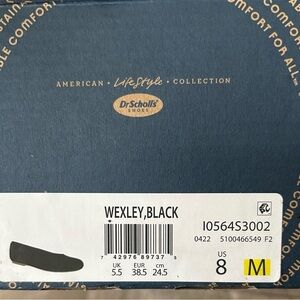 AMERICAN • LifeStyle • COLLECTION
Dr Scholl's
SHOES
COMFORT FOR ALL
WEXLEY,BLACK
I0564S3002
0422 5100466549 F2
7 42976 89737
UK EUR cm
5.5 38.5 24.5
US
8 M